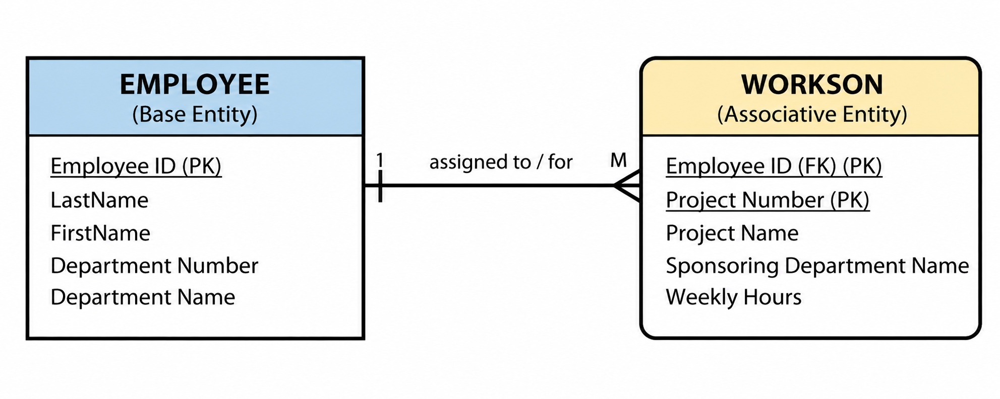 EMPLOYEE
(Base Entity)
Employee ID (PK)
LastName
FirstName
Department Number
Department Name
1
assigned to / for
M
WORKSON
(Associative Entity)
Employee ID (FK) (PK)
Project Number (PK)
Project Name
Sponsoring Department Name
Weekly Hours